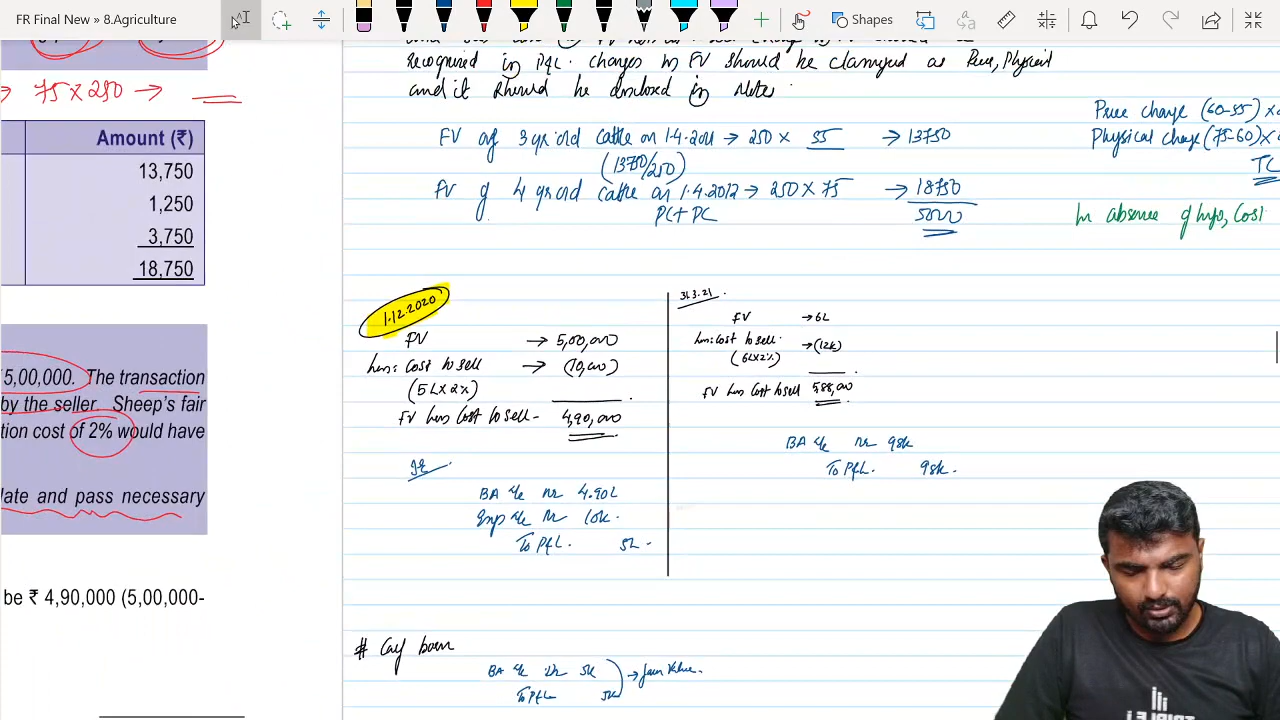 FR Final New » 8.Agriculture
Shapes
75 x 250 →
Amount (₹)
13,750
1,250
3,750
18,750
5,00,000. The transaction
by the seller. Sheep's fair
tion cost of 2% would have
late and pass necessary
be ₹ 4,90,000 (5,00,000-
recognised in P&L. changes in FV should be classified as Price, Physical
and it should be disclosed in Notes.
FV of 3 yr old cattle on 1.4.2011 → 250 x 55 → 13750
(13750/250)
FV of 4 yr old cattle on 1.4.2012 → 250 x 75 → 18750
PC + PC 5000
Price change (60-55) x
Physical change (75-60) x
TC
In absence of info, Cost
1.12.2020
FV → 5,00,000
Less: Cost to sell → (10,000)
(5L x 2%)
FV less Cost to sell - 4,90,000
JE
BA a/c Dr 4.90L
Exp a/c Dr 10k.
To P&L. 5L.
31.3.21.
FV → 6L
Less: Cost to sell → (12k)
(6L x 2%)
FV less Cost to sell 5,88,000
BA a/c Dr 98k
To P&L. 98k.
# Calf born
BA a/c Dr 5k
To P&L 5k
→ fair value.